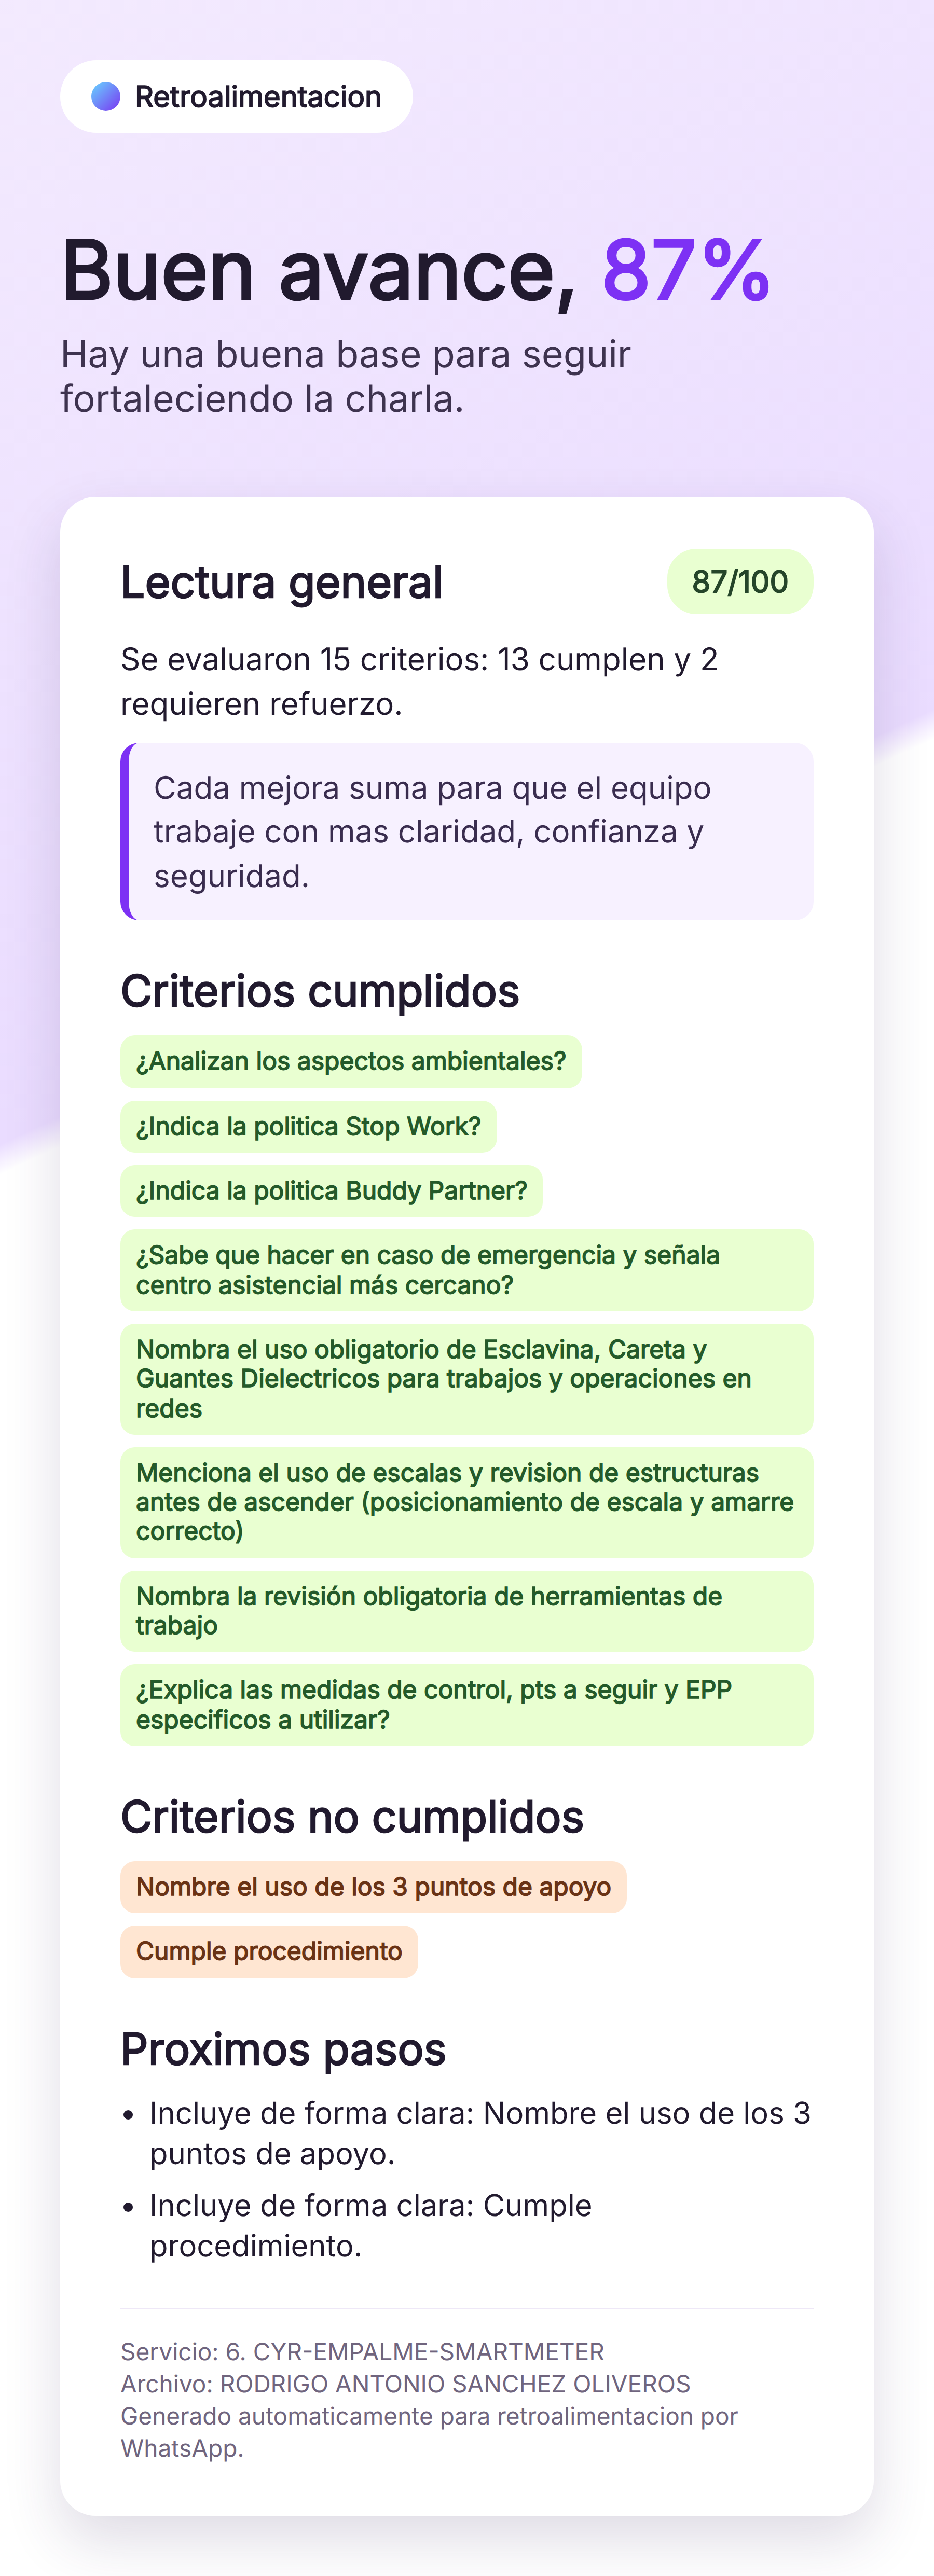 Retroalimentacion
Buen avance, 87%
Hay una buena base para seguir
fortaleciendo la charla.
Lectura general
87/100
Se evaluaron 15 criterios: 13 cumplen y 2
requieren refuerzo.
Cada mejora suma para que el equipo
trabaje con mas claridad, confianza y
seguridad.
Criterios cumplidos
¿Analizan los aspectos ambientales?
¿Indica la politica Stop Work?
¿Indica la politica Buddy Partner?
¿Sabe que hacer en caso de emergencia y señala
centro asistencial más cercano?
Nombra el uso obligatorio de Esclavina, Careta y
Guantes Dielectricos para trabajos y operaciones en
redes
Menciona el uso de escalas y revision de estructuras
antes de ascender (posicionamiento de escala y amarre
correcto)
Nombra la revisión obligatoria de herramientas de
trabajo
¿Explica las medidas de control, pts a seguir y EPP
especificos a utilizar?
Criterios no cumplidos
Nombre el uso de los 3 puntos de apoyo
Cumple procedimiento
Proximos pasos
• Incluye de forma clara: Nombre el uso de los 3
puntos de apoyo.
• Incluye de forma clara: Cumple
procedimiento.
Servicio: 6. CYR-EMPALME-SMARTMETER
Archivo: RODRIGO ANTONIO SANCHEZ OLIVEROS
Generado automaticamente para retroalimentacion por
WhatsApp.